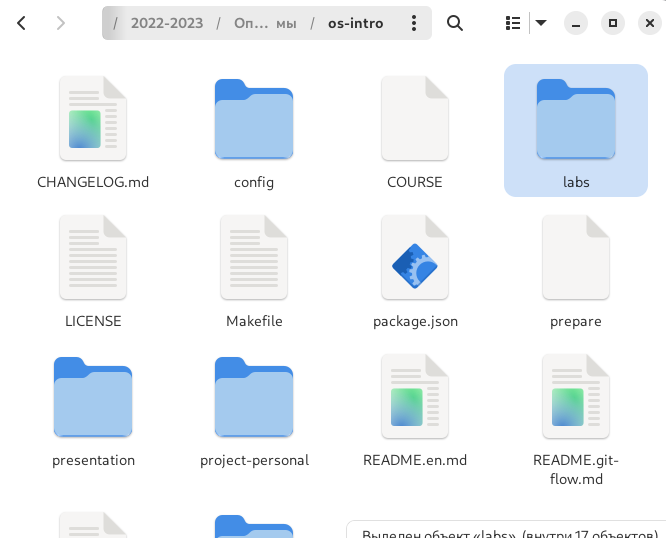 / 2022-2023 / Оп... мы / os-intro
CHANGELOG.md config COURSE labs
LICENSE Makefile package.json prepare
presentation project-personal README.en.md README.git-
flow.md
Выделен объект «labs» (внутри 17 объектов)